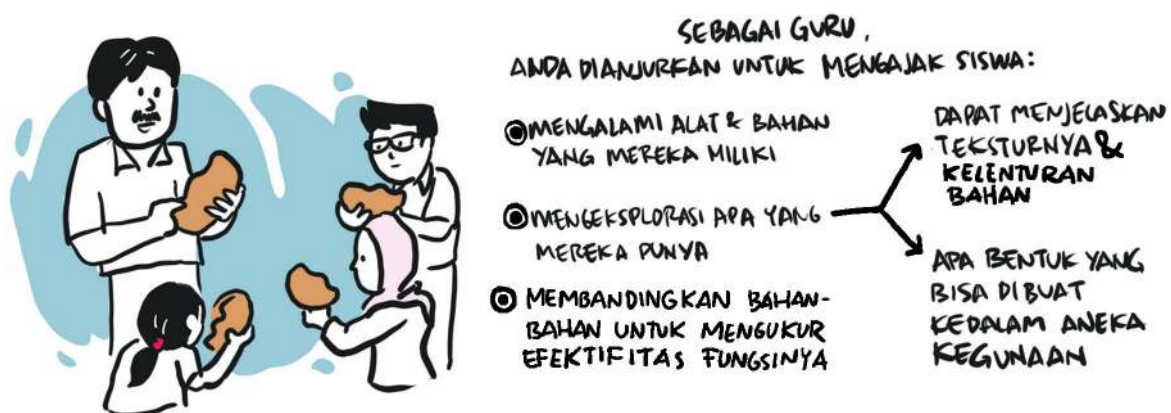 SEBAGAI GURU,
ANDA DIANJURKAN UNTUK MENGAJAK SISWA:
MENGALAMI ALAT & BAHAN
YANG MEREKA MILIKI
MENGEKSPLORASI APA YANG
MEREKA PUNYA
MEMBANDINGKAN BAHAN-
BAHAN UNTUK MENGUKUR
EFEKTIFITAS FUNGSINYA
DAPAT MENJELASKAN
TEKSTURNYA &
KELENTURAN
BAHAN
APA BENTUK YANG
BISA DIBUAT
KEDALAM ANEKA
KEGUNAAN